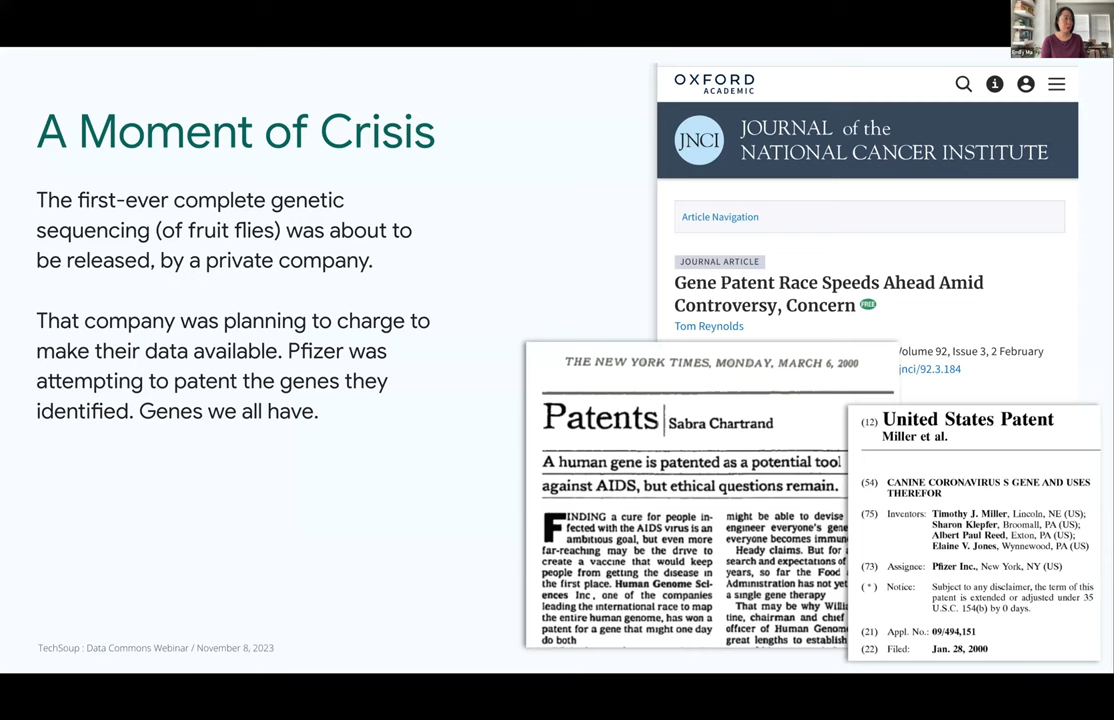 A Moment of Crisis
The first-ever complete genetic
sequencing (of fruit flies) was about to
be released, by a private company.
That company was planning to charge to
make their data available. Pfizer was
attempting to patent the genes they
identified. Genes we all have.
TechSoup : Data Commons Webinar / November 8, 2023
Emily Ma
OXFORD
ACADEMIC
JNCI
JOURNAL of the
NATIONAL CANCER INSTITUTE
Article Navigation
JOURNAL ARTICLE
Gene Patent Race Speeds Ahead Amid
Controversy, Concern FREE
Tom Reynolds
Volume 92, Issue 3, 2 February
jnci/92.3.184
THE NEW YORK TIMES, MONDAY, MARCH 6, 2000
Patents Sabra Chartrand
A human gene is patented as a potential tool
against AIDS, but ethical questions remain.
FINDING a cure for people in-
fected with the AIDS virus is an
ambitious goal, but even more
far-reaching may be the drive to
create a vaccine that would keep
people from getting the disease in
the first place. Human Genome Sci-
ences Inc, one of the companies
leading the international race to map
the entire human genome, has won a
patent for a gene that might one day
do both
might be able to devise
engineer everyone's gene
everyone becomes immun
Heady claims. But for
search and expectations of
years, so far the Food
Administration has not yet
a single gene therapy
That may be why Willi
tine, chairman and chief
officer of Human Genom
great lengths to establish
(12) United States Patent
Miller et al.
(54) CANINE CORONAVIRUS S GENE AND USES
THEREFOR
(75) Inventors: Timothy J. Miller, Lincoln, NE (US);
Sharon Klepfer, Broomall, PA (US);
Albert Paul Reed, Exton, PA (US);
Elaine V. Jones, Wynnewood, PA (US)
(73) Assignee: Pfizer Inc., New York, NY (US)
(*) Notice: Subject to any disclaimer, the term of this
patent is extended or adjusted under 35
U.S.C. 154(b) by 0 days.
(21) Appl. No.: 09/494,151
(22) Filed: Jan. 28, 2000